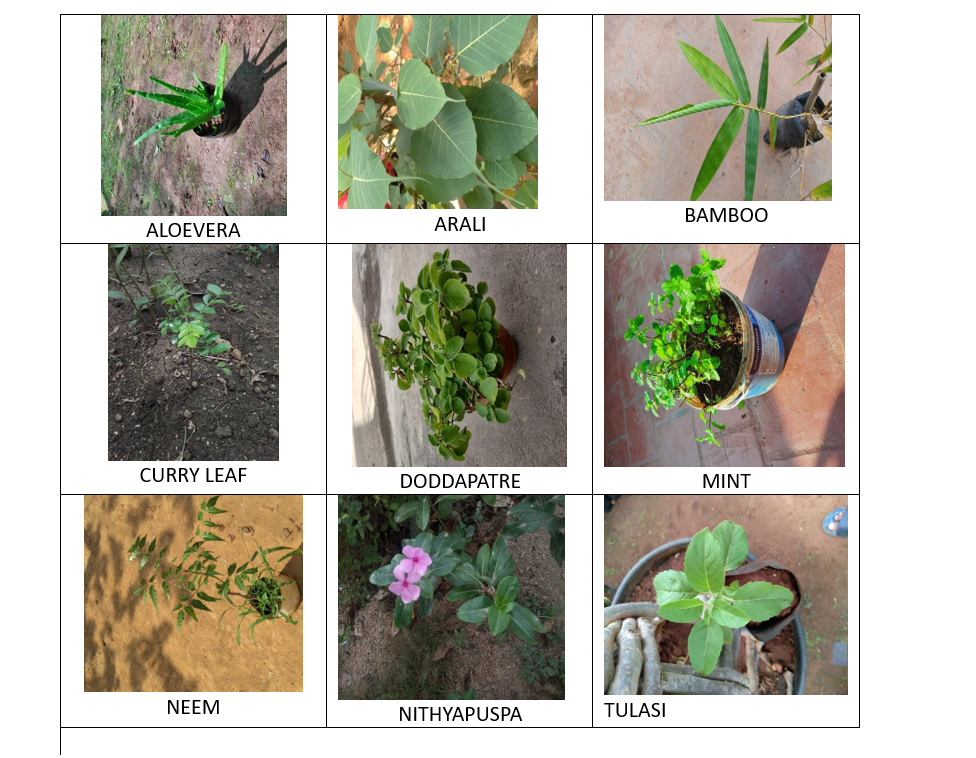 ALOEVERA
ARALI
BAMBOO
CURRY LEAF
DODDAPATRE
MINT
NEEM
NITHYAPUSPA
TULASI